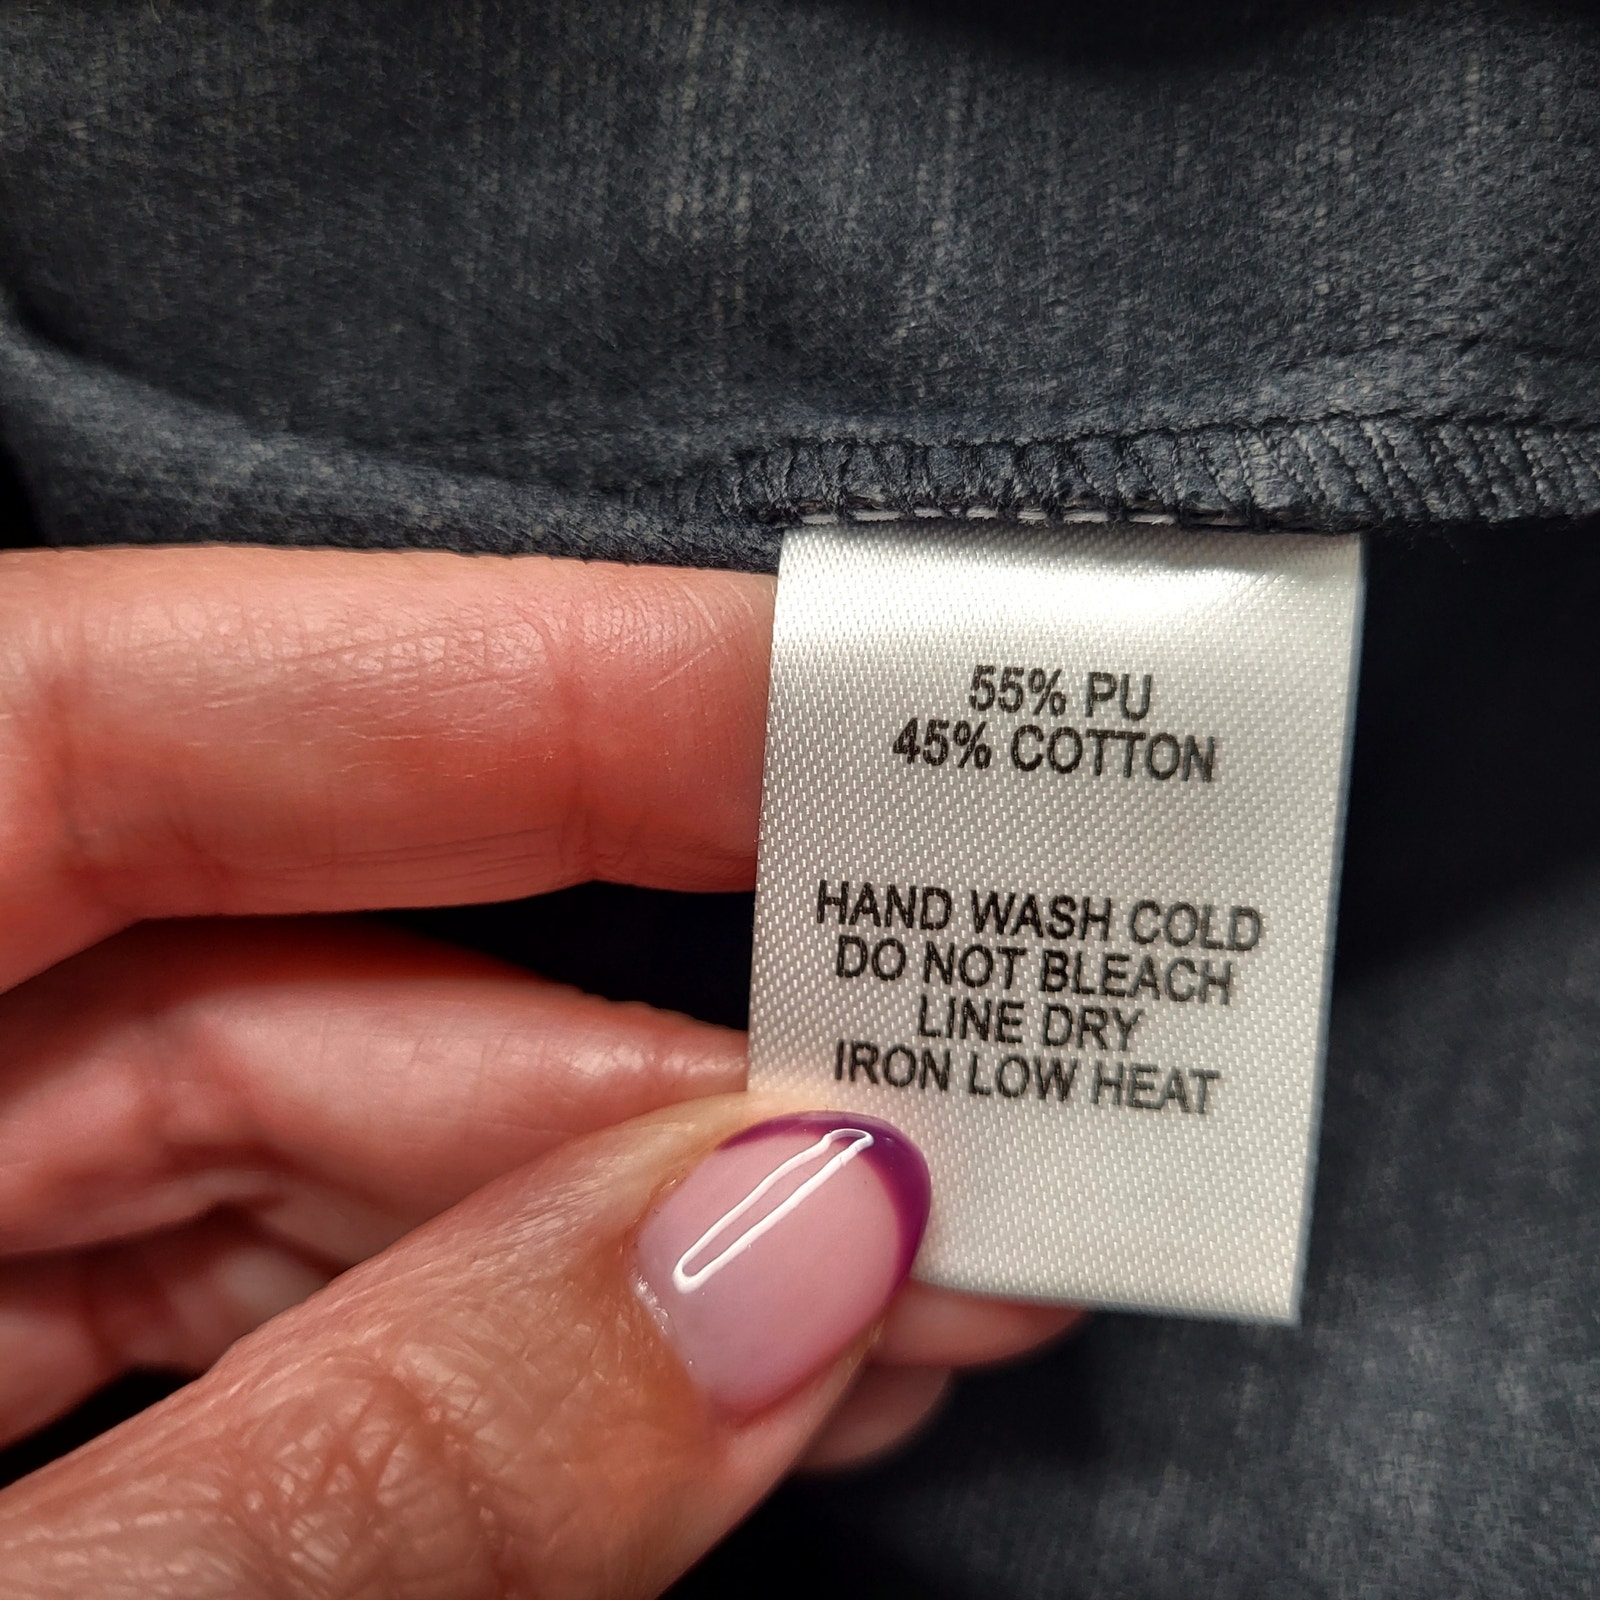 55% PU
45% COTTON
HAND WASH COLD
DO NOT BLEACH
LINE DRY
IRON LOW HEAT